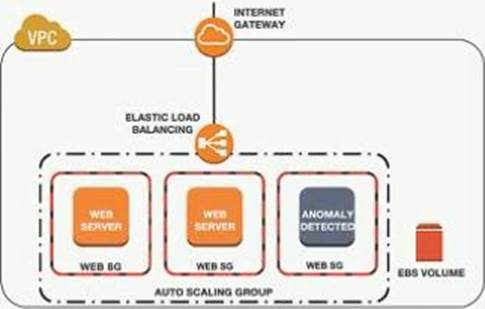 INTERNET
GATEWAY
VPC
ELASTIC LOAD
BALANCING
WEB
SERVER
WEB SG
WEB
SERVER
WEB SG
ANOMALY
DETECTED
WEB SG
EBS VOLUME
AUTO SCALING GROUP